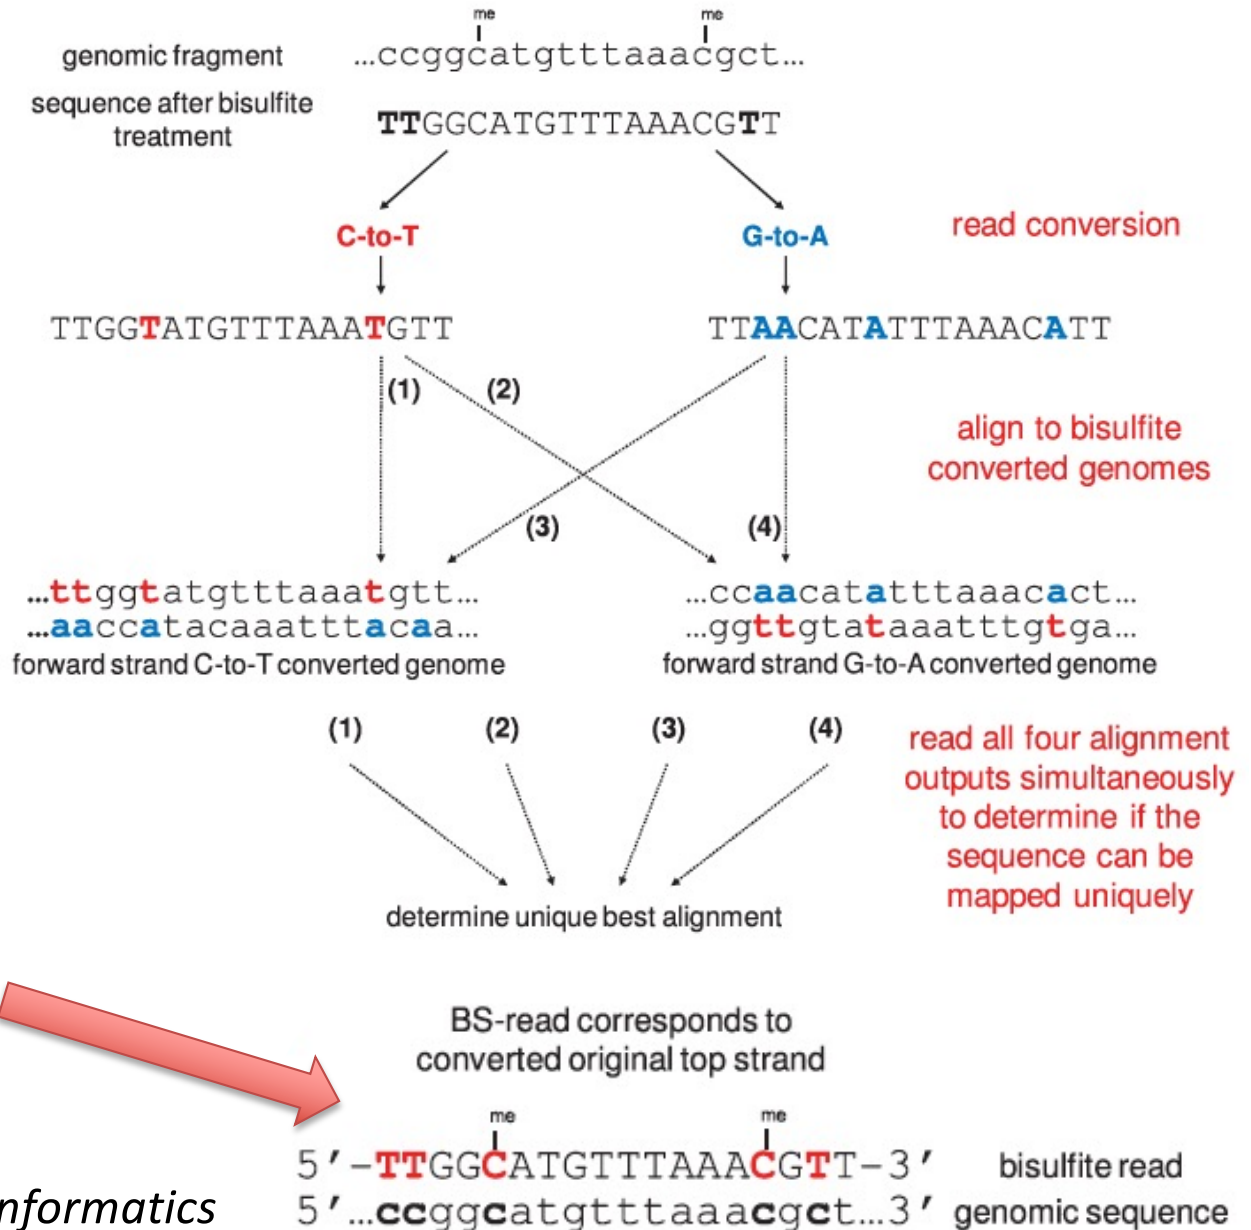 me me
genomic fragment ...ccggcatgtttaaacgct...
sequence after bisulfite
treatment
TTGGCATGTTTAAACGTT
C-to-T G-to-A read conversion
TTGGTATGTTTAAATGTT TTAACATATTTAAACATT
(1) (2)
align to bisulfite
converted genomes
(3) (4)
...ttggtatgtttaaatgtt... ...ccaacatatttaaacact...
...aaccatacaaatttacaa... ...ggttgtataaatttgtga...
forward strand C-to-T converted genome forward strand G-to-A converted genome
(1) (2) (3) (4)
read all four alignment
outputs simultaneously
to determine if the
sequence can be
mapped uniquely
determine unique best alignment
BS-read corresponds to
converted original top strand
me me
5'-TTGGCATGTTTAAACGTT-3' bisulfite read
5'...ccggcatgtttaaacgct...3' genomic sequence
nformatics